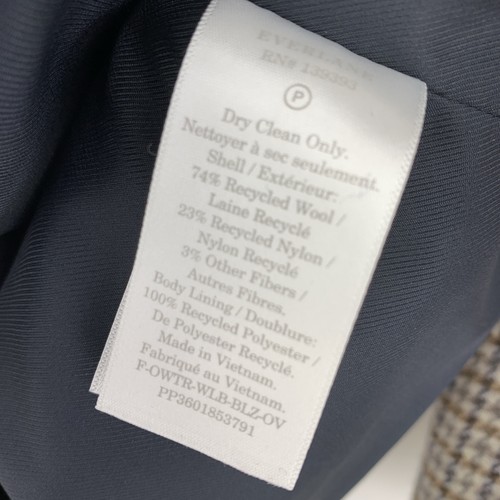 EVERLANE
RN# 135393
P
Dry Clean Only.
Nettoyer à sec seulement.
Shell / Extérieur:
74% Recycled Wool /
Laine Recyclé
23% Recycled Nylon /
Nylon Recyclé
3% Other Fibers /
Autres Fibres.
Body Lining / Doublure:
100% Recycled Polyester /
De Polyester Recyclé.
Made in Vietnam.
Fabriqué au Vietnam.
F-OWTR-WLB-BLZ-OV
PP3601853791